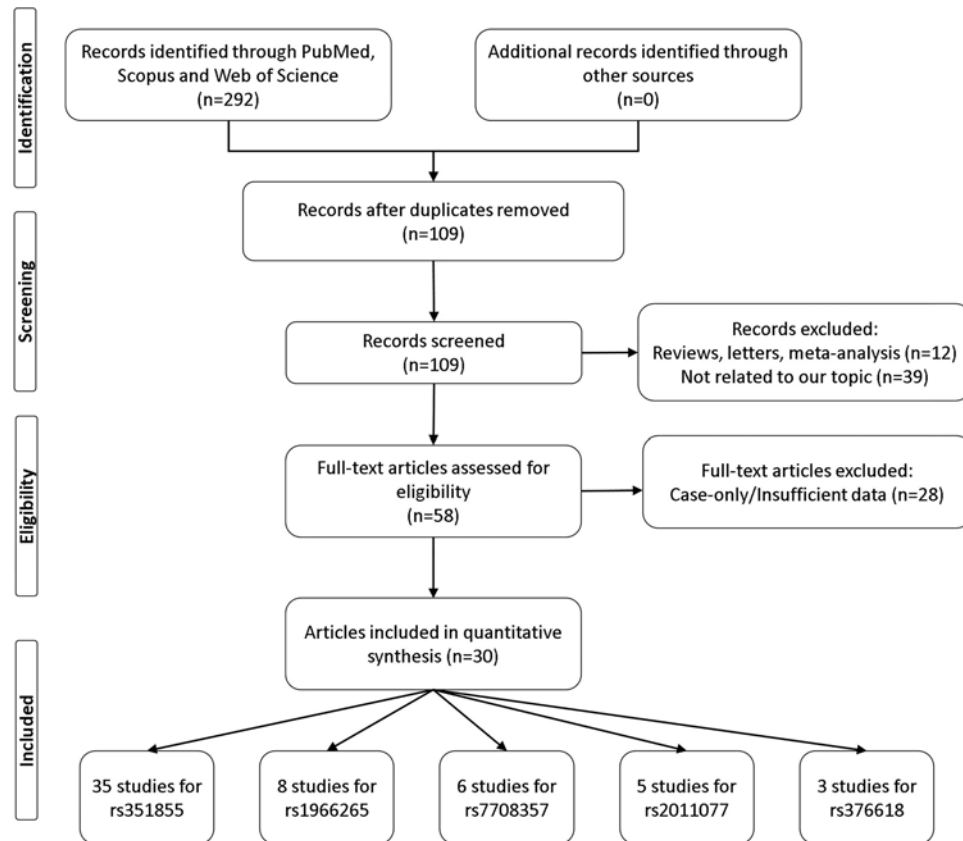 Identification
Records identified through PubMed,
Scopus and Web of Science
(n=292)
Additional records identified through
other sources
(n=0)
Records after duplicates removed
(n=109)
Screening
Records screened
(n=109)
Records excluded:
Reviews, letters, meta-analysis (n=12)
Not related to our topic (n=39)
Eligibility
Full-text articles assessed for
eligibility
(n=58)
Full-text articles excluded:
Case-only/Insufficient data (n=28)
Articles included in quantitative
synthesis (n=30)
Included
35 studies for
rs351855
8 studies for
rs1966265
6 studies for
rs7708357
5 studies for
rs2011077
3 studies for
rs376618